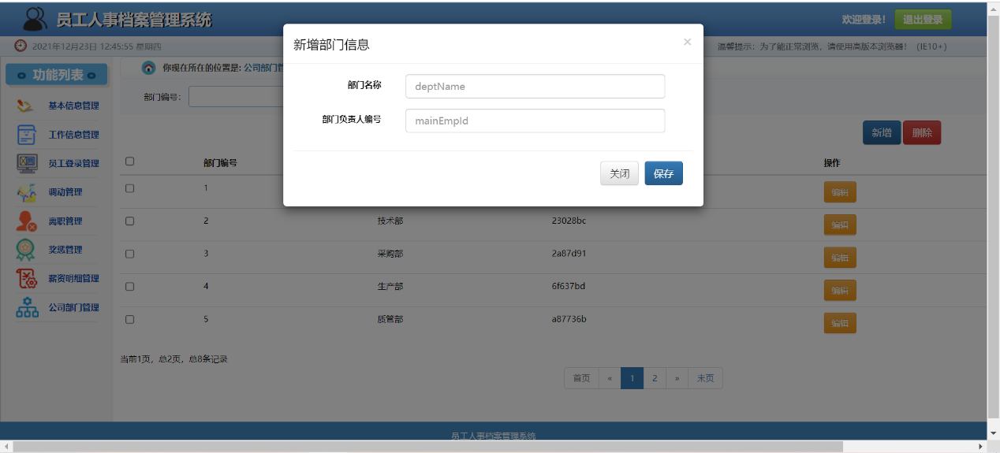 员工人事档案管理系统
欢迎登录! 退出登录
2021年12月23日 12:45:55 星期四
温馨提示：为了能正常浏览，请使用高版本浏览器！ (IE10+)
新增部门信息 ×
功能列表
你现在所在的位置是: 公司部门管
部门名称 deptName
部门编号:
部门负责人编号 mainEmpId
基本信息管理
工作信息管理
新增 删除
员工登录管理
部门编号 操作
关闭 保存
调动管理
1 编辑
离职管理
2 技术部 23028bc 编辑
奖惩管理
3 采购部 2a87d91 编辑
薪资明细管理
4 生产部 6f637bd 编辑
公司部门管理
5 质管部 a87736b 编辑
当前1页，总2页，总8条记录
首页 « 1 2 » 末页
员工人事档案管理系统